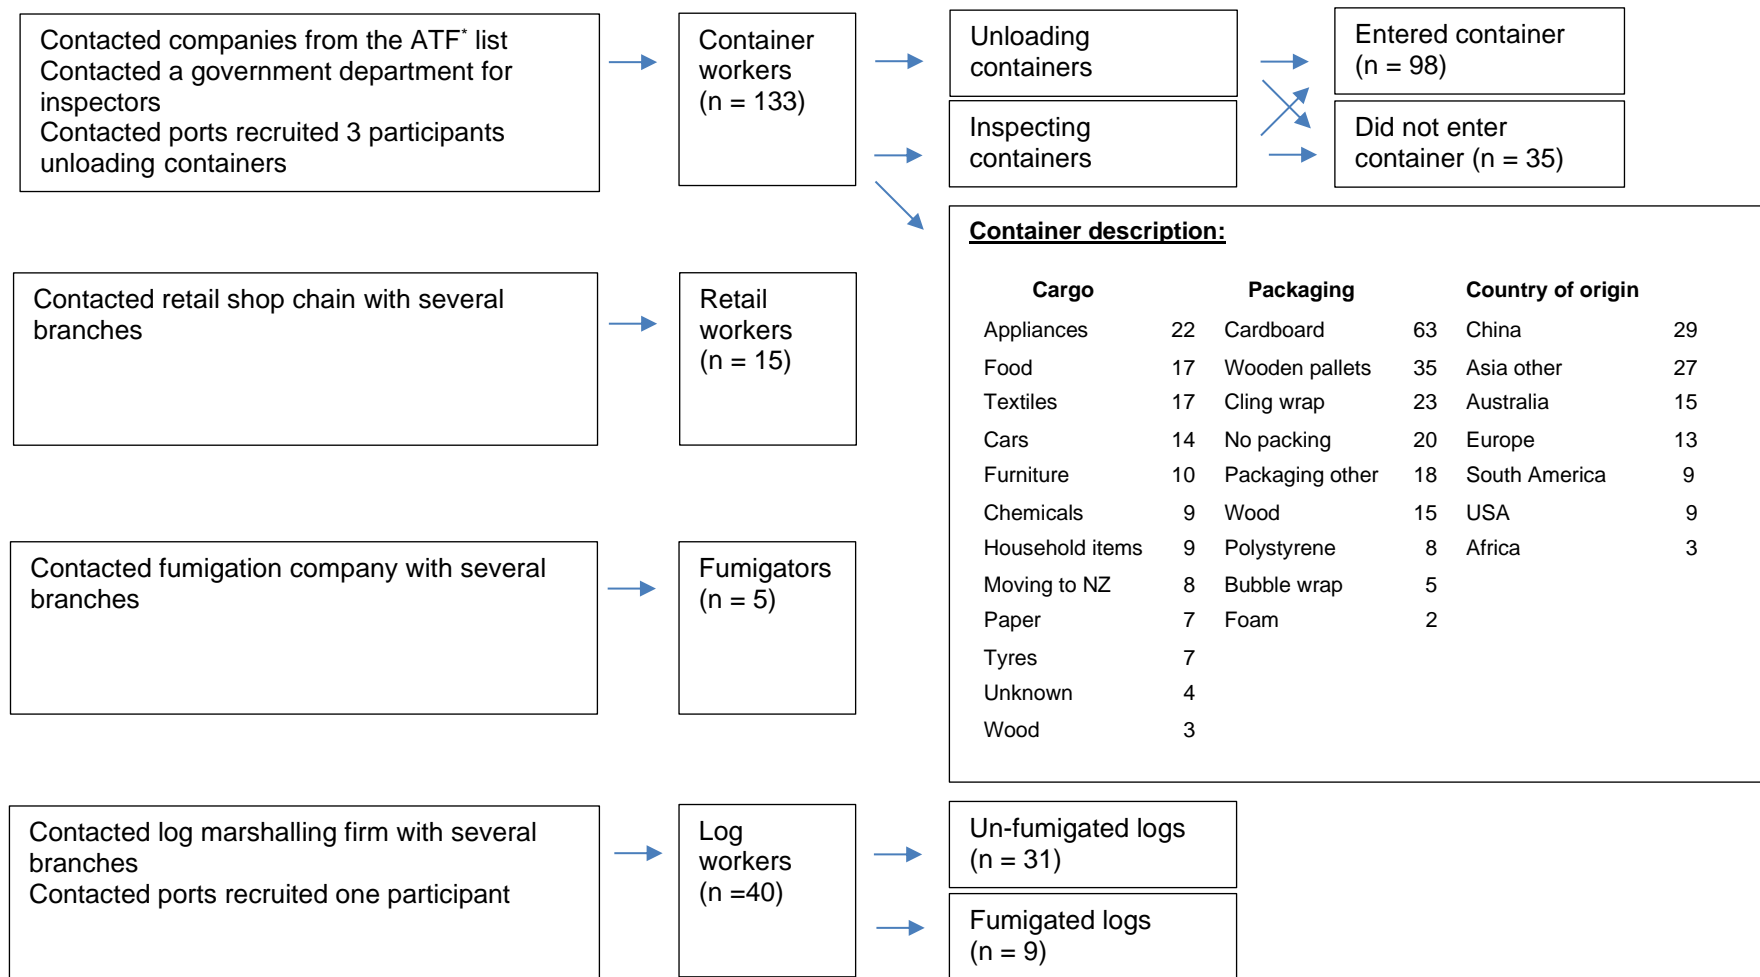 Contacted companies from the ATF* list
Contacted a government department for
inspectors
Contacted ports recruited 3 participants
unloading containers
Container
workers
(n = 133)
Unloading
containers
Inspecting
containers
Entered container
(n = 98)
Did not enter
container (n = 35)
Container description:
Cargo Packaging Country of origin
Appliances 22 Cardboard 63 China 29
Food 17 Wooden pallets 35 Asia other 27
Textiles 17 Cling wrap 23 Australia 15
Cars 14 No packing 20 Europe 13
Furniture 10 Packaging other 18 South America 9
Chemicals 9 Wood 15 USA 9
Household items 9 Polystyrene 8 Africa 3
Moving to NZ 8 Bubble wrap 5
Paper 7 Foam 2
Tyres 7
Unknown 4
Wood 3
Contacted retail shop chain with several
branches
Retail
workers
(n = 15)
Contacted fumigation company with several
branches
Fumigators
(n = 5)
Contacted log marshalling firm with several
branches
Contacted ports recruited one participant
Log
workers
(n =40)
Un-fumigated logs
(n = 31)
Fumigated logs
(n = 9)